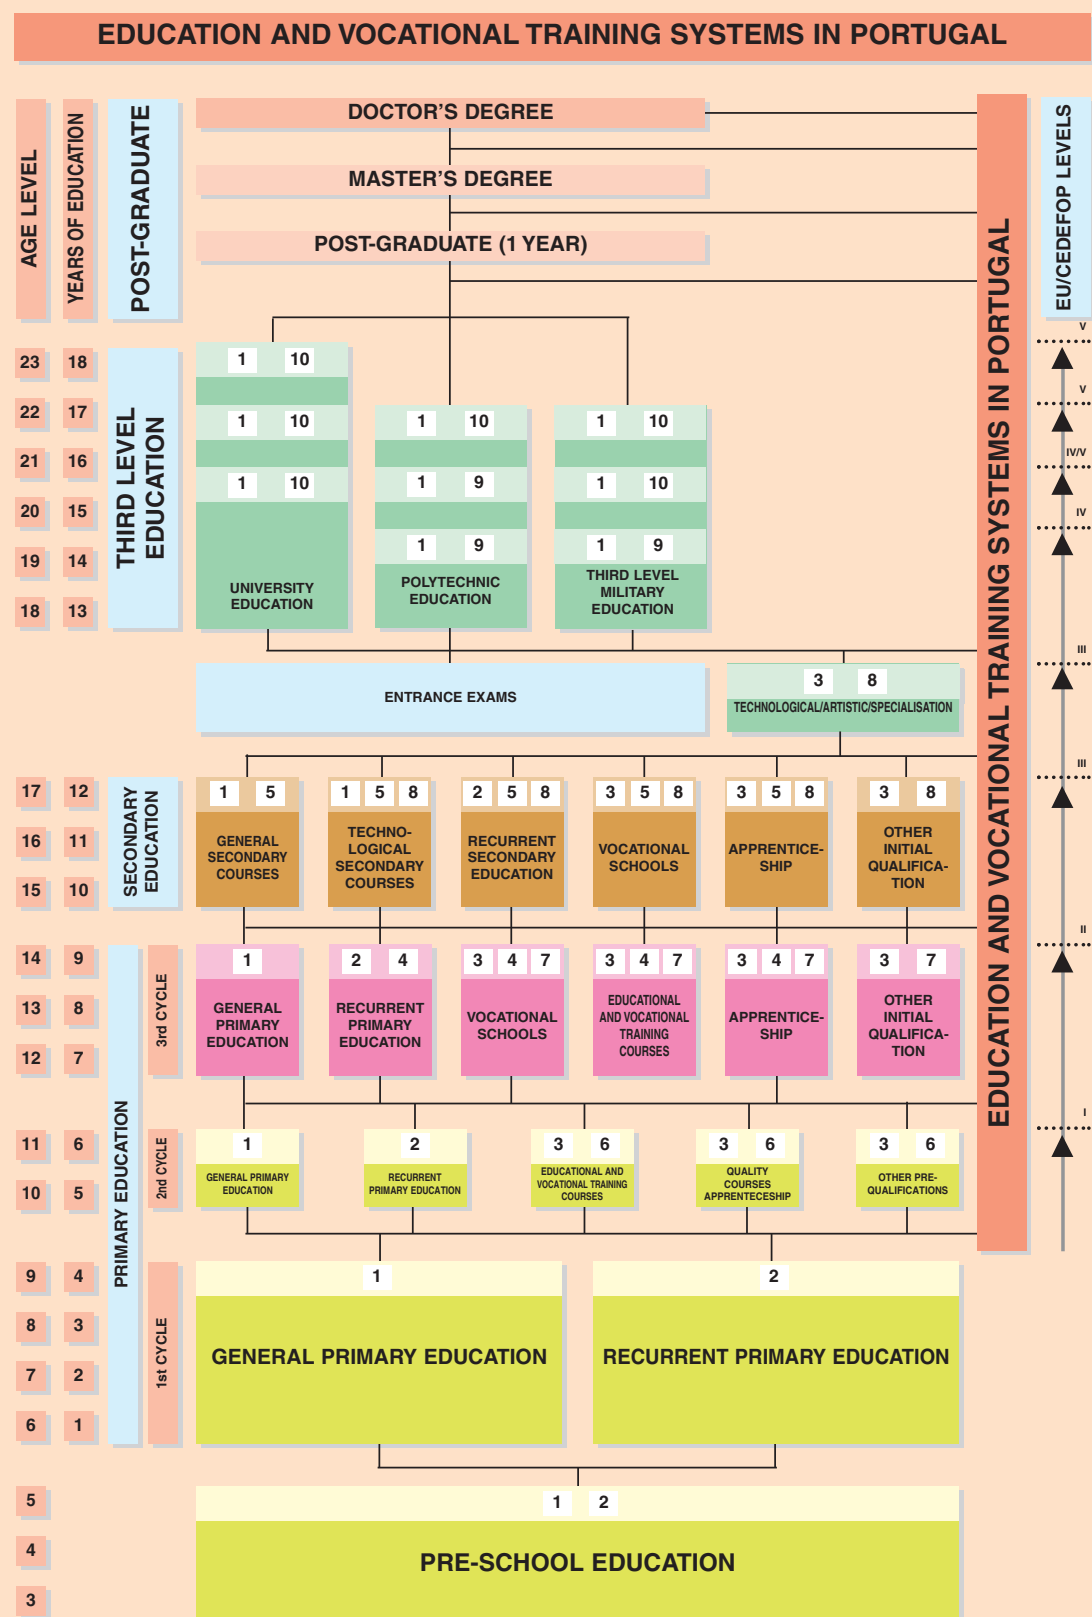 EDUCATION AND VOCATIONAL TRAINING SYSTEMS IN PORTUGAL
AGE LEVEL
YEARS OF EDUCATION
POST-GRADUATE
DOCTOR'S DEGREE
MASTER'S DEGREE
POST-GRADUATE (1 YEAR)
EDUCATION AND VOCATIONAL TRAINING SYSTEMS IN PORTUGAL
EU/CEDEFOP LEVELS
V
23 18
THIRD LEVEL
EDUCATION
1 10
V
22 17
1 10
1 10
1 10
IV/V
21 16
1 10
1 9
1 10
IV
20 15
19 14
1 9
1 9
18 13
UNIVERSITY
EDUCATION
POLYTECHNIC
EDUCATION
THIRD LEVEL
MILITARY
EDUCATION
III
ENTRANCE EXAMS
3 8
TECHNOLOGICAL/ARTISTIC/SPECIALISATION
III
17 12
16 11
15 10
SECONDARY
EDUCATION
1 5
GENERAL
SECONDARY
COURSES
1 5 8
TECHNO-
LOGICAL
SECONDARY
COURSES
2 5 8
RECURRENT
SECONDARY
EDUCATION
3 5 8
VOCATIONAL
SCHOOLS
3 5 8
APPRENTICE-
SHIP
3 8
OTHER
INITIAL
QUALIFICA-
TION
II
14 9
13 8
12 7
PRIMARY EDUCATION
3rd CYCLE
1
GENERAL
PRIMARY
EDUCATION
2 4
RECURRENT
PRIMARY
EDUCATION
3 4 7
VOCATIONAL
SCHOOLS
3 4 7
EDUCATIONAL
AND VOCATIONAL
TRAINING
COURSES
3 4 7
APPRENTICE-
SHIP
3 7
OTHER
INITIAL
QUALIFICA-
TION
I
11 6
10 5
2nd CYCLE
1
GENERAL PRIMARY
EDUCATION
2
RECURRENT
PRIMARY EDUCATION
3 6
EDUCATIONAL AND
VOCATIONAL TRAINING
COURSES
3 6
QUALITY
COURSES
APPRENTECESHIP
3 6
OTHER PRE-
QUALIFICATIONS
9 4
8 3
7 2
6 1
1st CYCLE
1
GENERAL PRIMARY EDUCATION
2
RECURRENT PRIMARY EDUCATION
5
4
3
1 2
PRE-SCHOOL EDUCATION